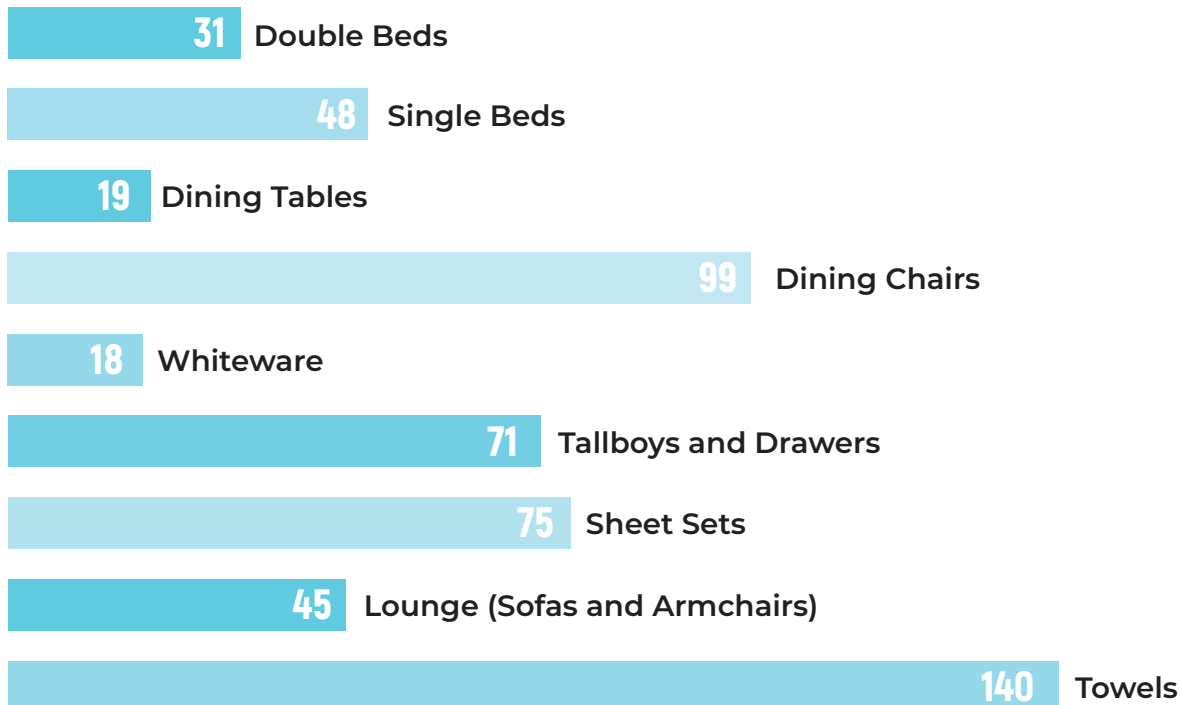 31 Double Beds
48 Single Beds
19 Dining Tables
99 Dining Chairs
18 Whiteware
71 Tallboys and Drawers
75 Sheet Sets
45 Lounge (Sofas and Armchairs)
140 Towels